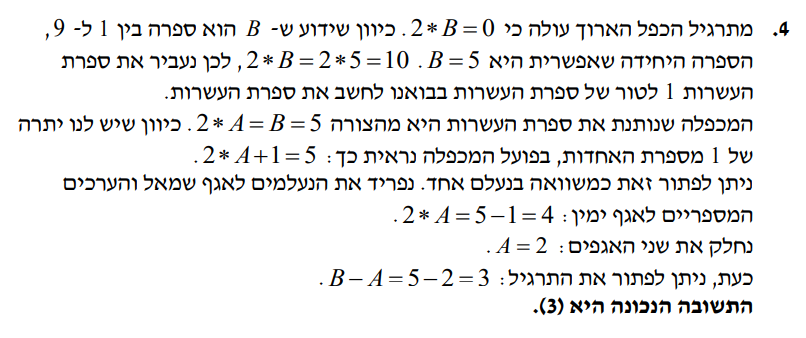 4. מתרגיל הכפל הארוך עולה כי 2*B=0. כיוון שידוע ש- B הוא ספרה בין 1 ל- 9,
הספרה היחידה שאפשרית היא B=5. 2*B=2*5=10, לכן נעביר את ספרת
העשרות 1 לטור של ספרת העשרות בבואנו לחשב את ספרת העשרות.
המכפלה שנותנת את ספרת העשרות היא מהצורה 2*A=B=5. כיוון שיש לנו יתרה
של 1 מספרת האחדות, בפועל המכפלה נראית כך: 2*A+1=5.
ניתן לפתור זאת כמשוואה בנעלם אחד. נפריד את הנעלמים לאגף שמאל והערכים
המספריים לאגף ימין: 2*A=5-1=4.
נחלק את שני האגפים: A=2.
כעת, ניתן לפתור את התרגיל: B-A=5-2=3.
התשובה הנכונה היא (3).